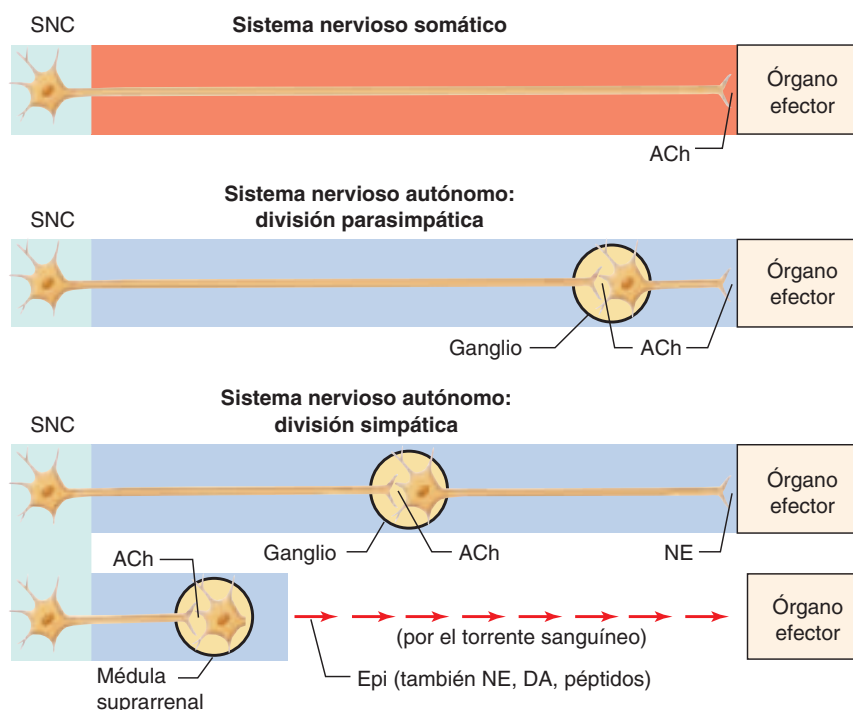 SNC
Sistema nervioso somático
Órgano
efector
ACh
Sistema nervioso autónomo:
división parasimpática
SNC
Órgano
efector
Ganglio
ACh
Sistema nervioso autónomo:
división simpática
SNC
Órgano
efector
Ganglio
ACh
NE
ACh
Órgano
efector
(por el torrente sanguíneo)
Médula
suprarrenal
Epi (también NE, DA, péptidos)